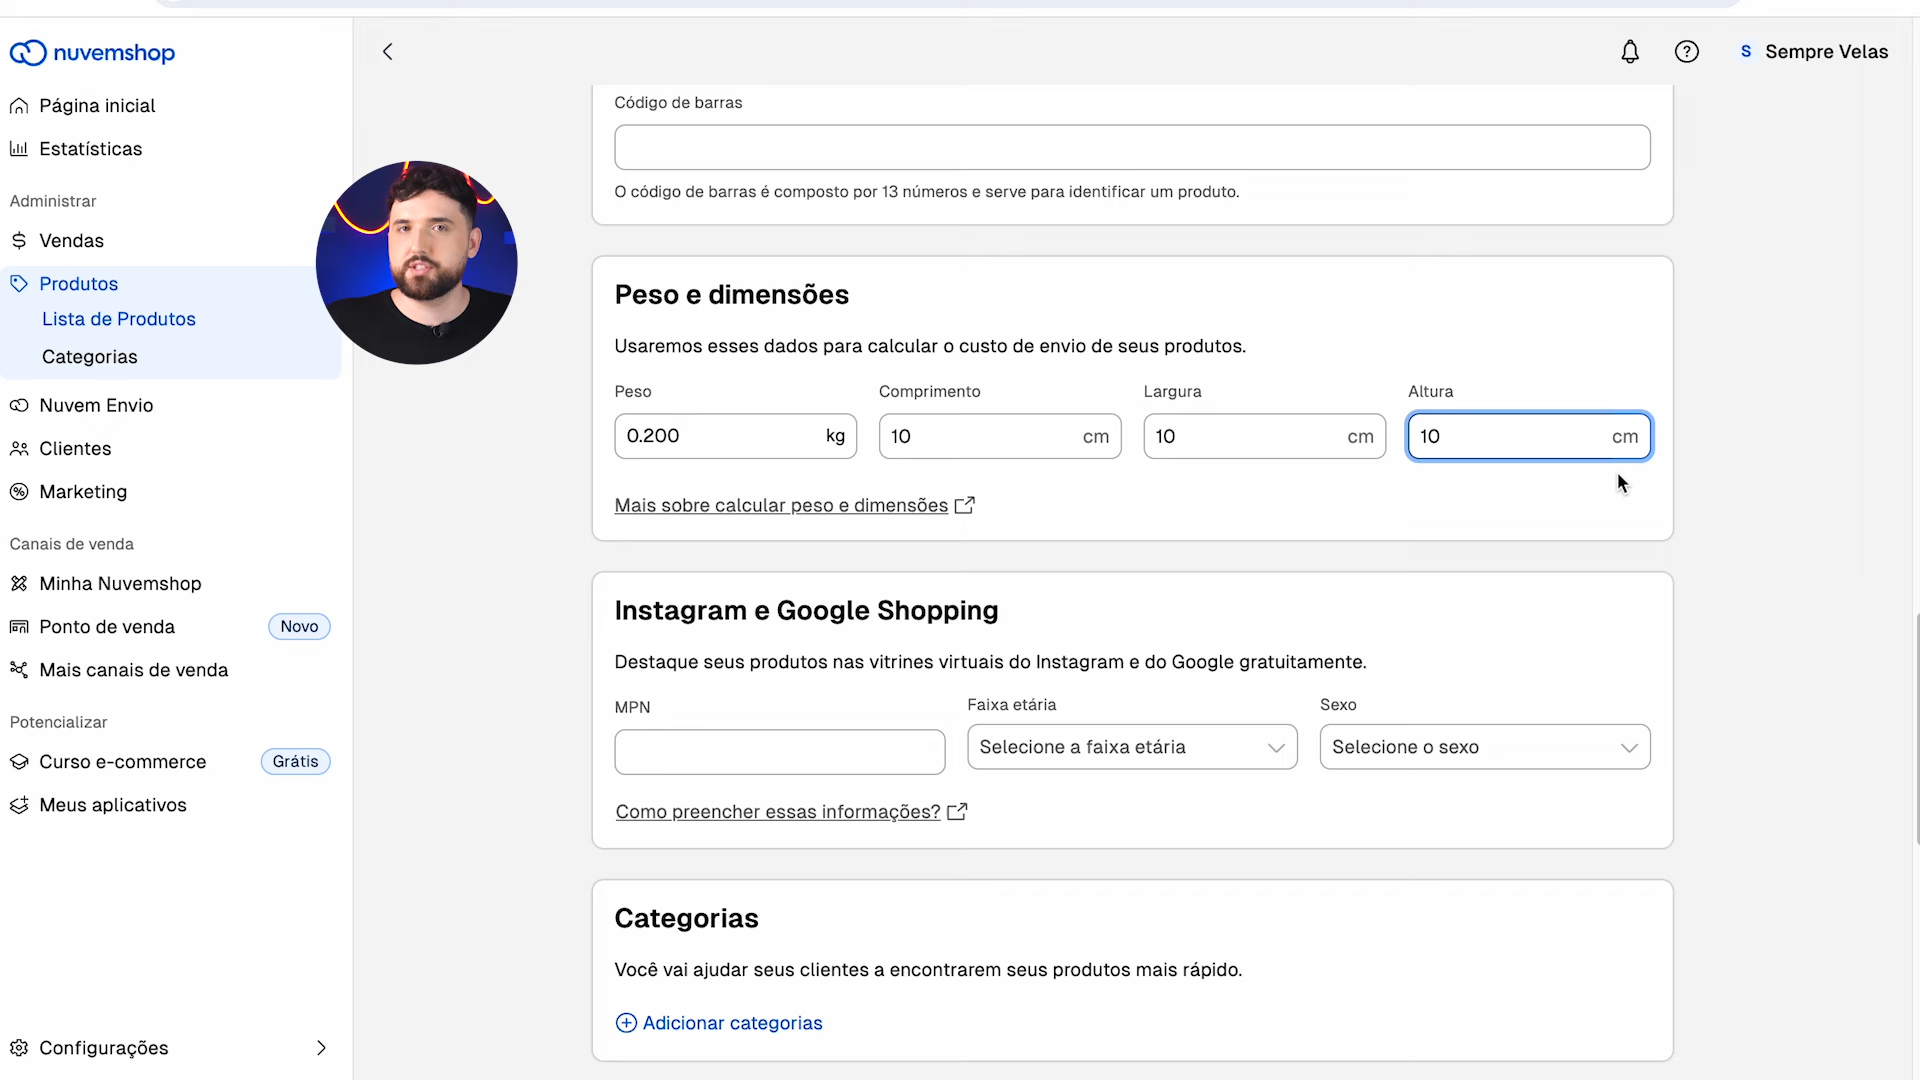 nuvemshop
S Sempre Velas
Página inicial
Estatísticas
Administrar
Vendas
Produtos
Lista de Produtos
Categorias
Nuvem Envio
Clientes
Marketing
Canais de venda
Minha Nuvemshop
Ponto de venda Novo
Mais canais de venda
Potencializar
Curso e-commerce Grátis
Meus aplicativos
Configurações
Código de barras
O código de barras é composto por 13 números e serve para identificar um produto.
Peso e dimensões
Usaremos esses dados para calcular o custo de envio de seus produtos.
Peso Comprimento Largura Altura
0.200 kg 10 cm 10 cm 10 cm
Mais sobre calcular peso e dimensões
Instagram e Google Shopping
Destaque seus produtos nas vitrines virtuais do Instagram e do Google gratuitamente.
MPN Faixa etária Sexo
Selecione a faixa etária Selecione o sexo
Como preencher essas informações?
Categorias
Você vai ajudar seus clientes a encontrarem seus produtos mais rápido.
Adicionar categorias